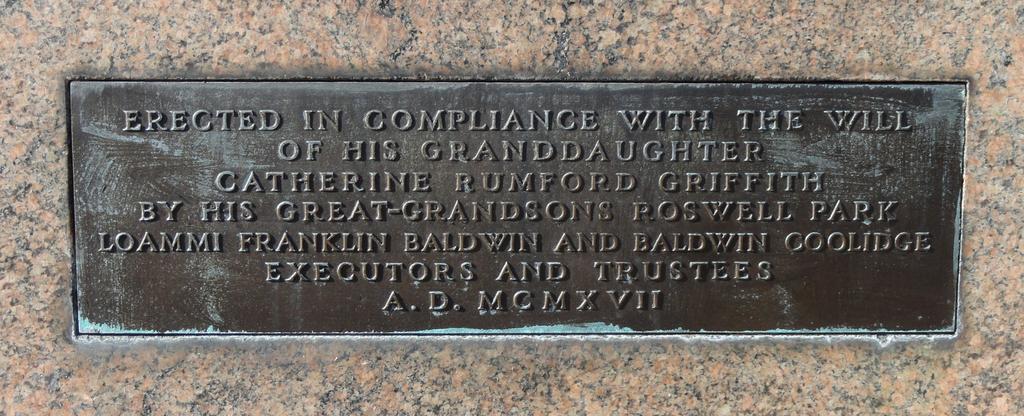 ERECTED IN COMPLIANCE WITH THE WILL
OF HIS GRANDDAUGHTER
CATHERINE RUMFORD GRIFFITH
BY HIS GREAT-GRANDSONS ROSWELL PARK
LOAMMI FRANKLIN BALDWIN AND BALDWIN COOLIDGE
EXECUTORS AND TRUSTEES
A. D. MCMXVII